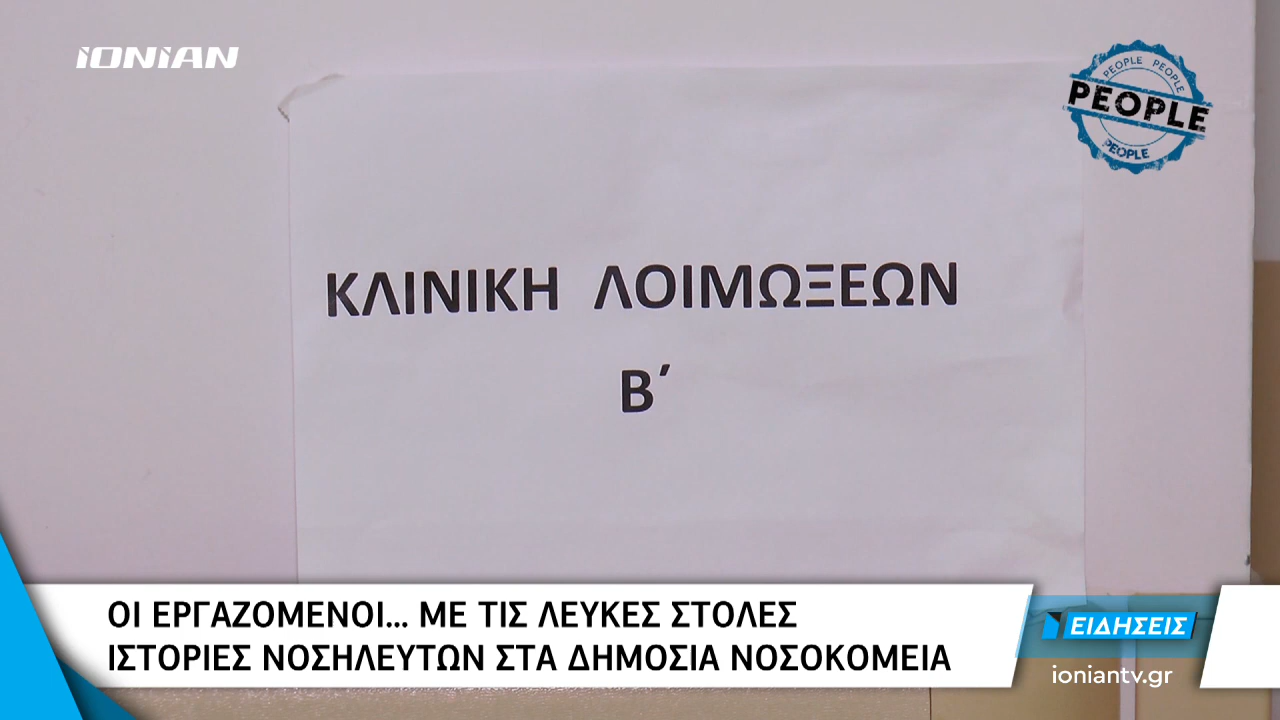 IONIAN
PEOPLE PEOPLE
PEOPLE
PEOPLE
ΚΛΙΝΙΚΗ ΛΟΙΜΩΞΕΩΝ
Β΄
ΟΙ ΕΡΓΑΖΟΜΕΝΟΙ... ΜΕ ΤΙΣ ΛΕΥΚΕΣ ΣΤΟΛΕΣ
ΙΣΤΟΡΙΕΣ ΝΟΣΗΛΕΥΤΩΝ ΣΤΑ ΔΗΜΟΣΙΑ ΝΟΣΟΚΟΜΕΙΑ
ΕΙΔΗΣΕΙΣ
ioniantv.gr